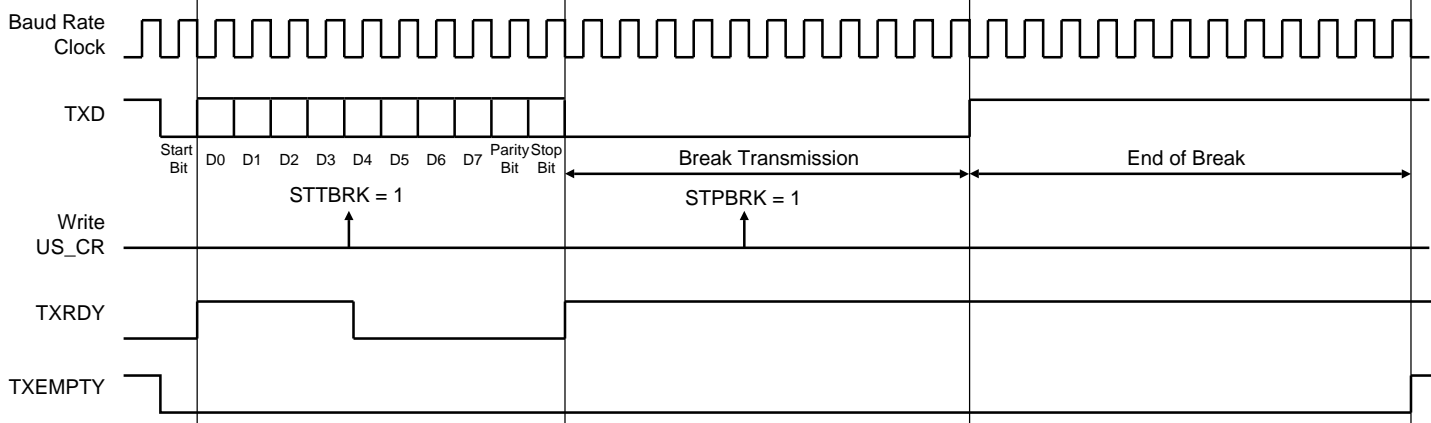 Baud Rate
Clock
TXD
Start
Bit
D0 D1 D2 D3 D4 D5 D6 D7
Parity
Bit
Stop
Bit
Break Transmission
End of Break
STTBRK = 1
STPBRK = 1
Write
US_CR
TXRDY
TXEMPTY